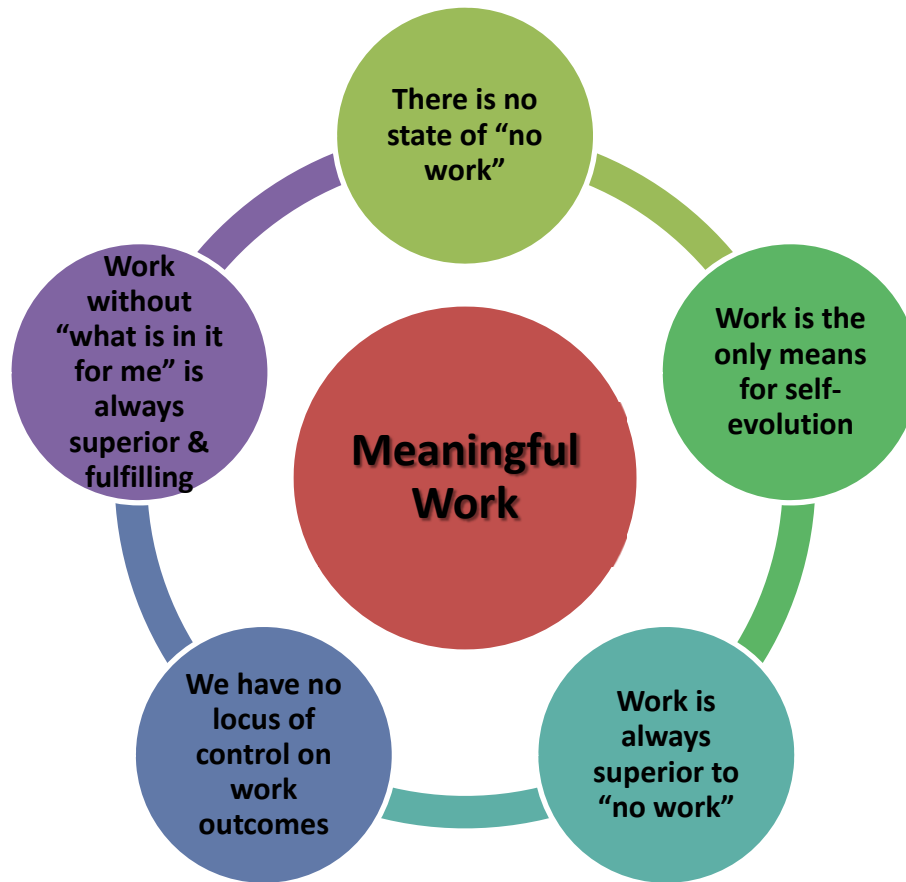 There is no
state of “no
work”
Work is the
only means
for self-
evolution
Work is
always
superior to
“no work”
We have no
locus of
control on
work
outcomes
Work
without
“what is in it
for me” is
always
superior &
fulfilling
Meaningful
Work